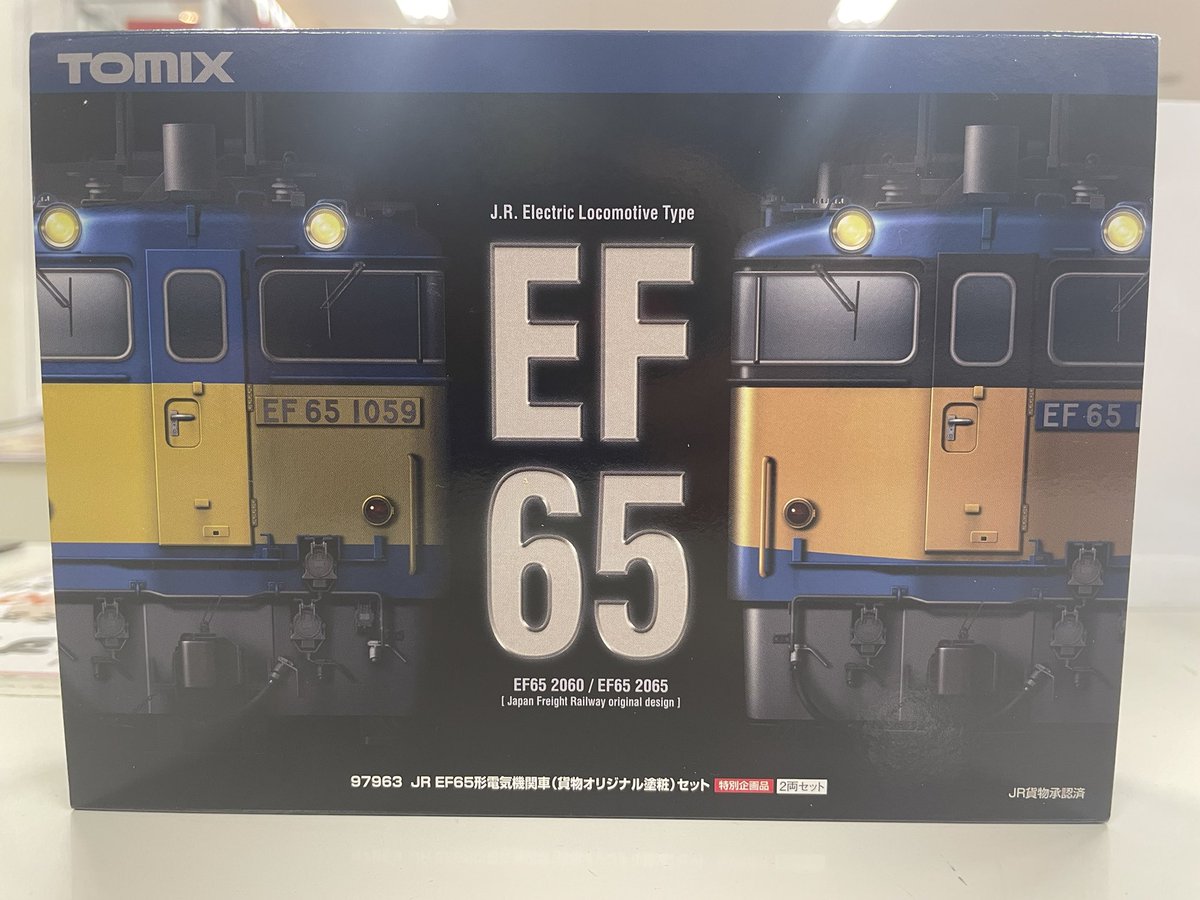 TOMIX
J.R. Electric Locomotive Type
EF
65
EF 65 1059
EF 65 1
EF65 2060 / EF65 2065
[ Japan Freight Railway original design ]
97963 JR EF65形電気機関車(貨物オリジナル塗粧)セット 特別企画品 2両セット
JR貨物承認済